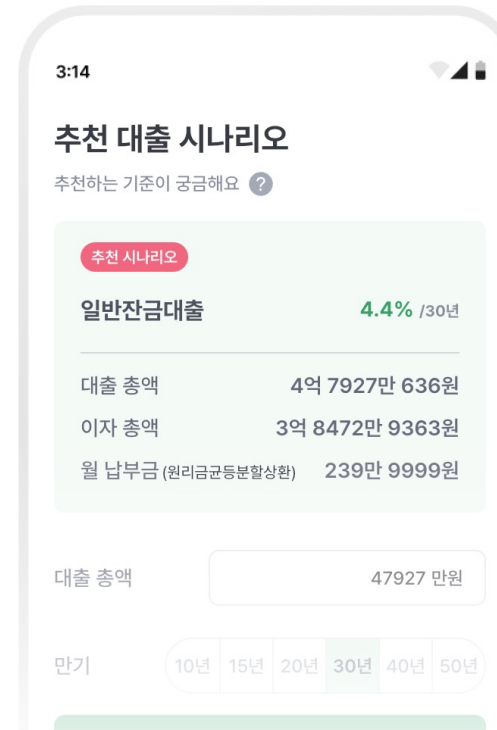 3:14
추천 대출 시나리오
추천하는 기준이 궁금해요 ?
추천 시나리오
일반잔금대출 4.4% /30년
대출 총액 4억 7927만 636원
이자 총액 3억 8472만 9363원
월 납부금 (원리금균등분할상환) 239만 9999원
대출 총액 47927 만원
만기 10년 15년 20년 30년 40년 50년